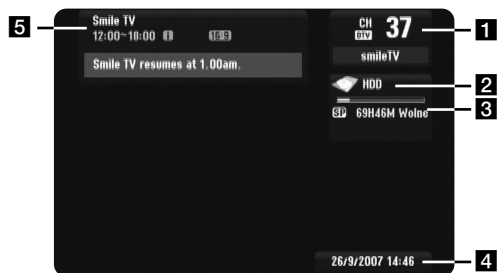 5
Smile TV
12:00~18:00 i 16:9
Smile TV resumes at 1.00am.
CH
DTV
37
1
smileTV
HDD
2
SP 69H46M Wolne
3
26/9/2007 14:46
4